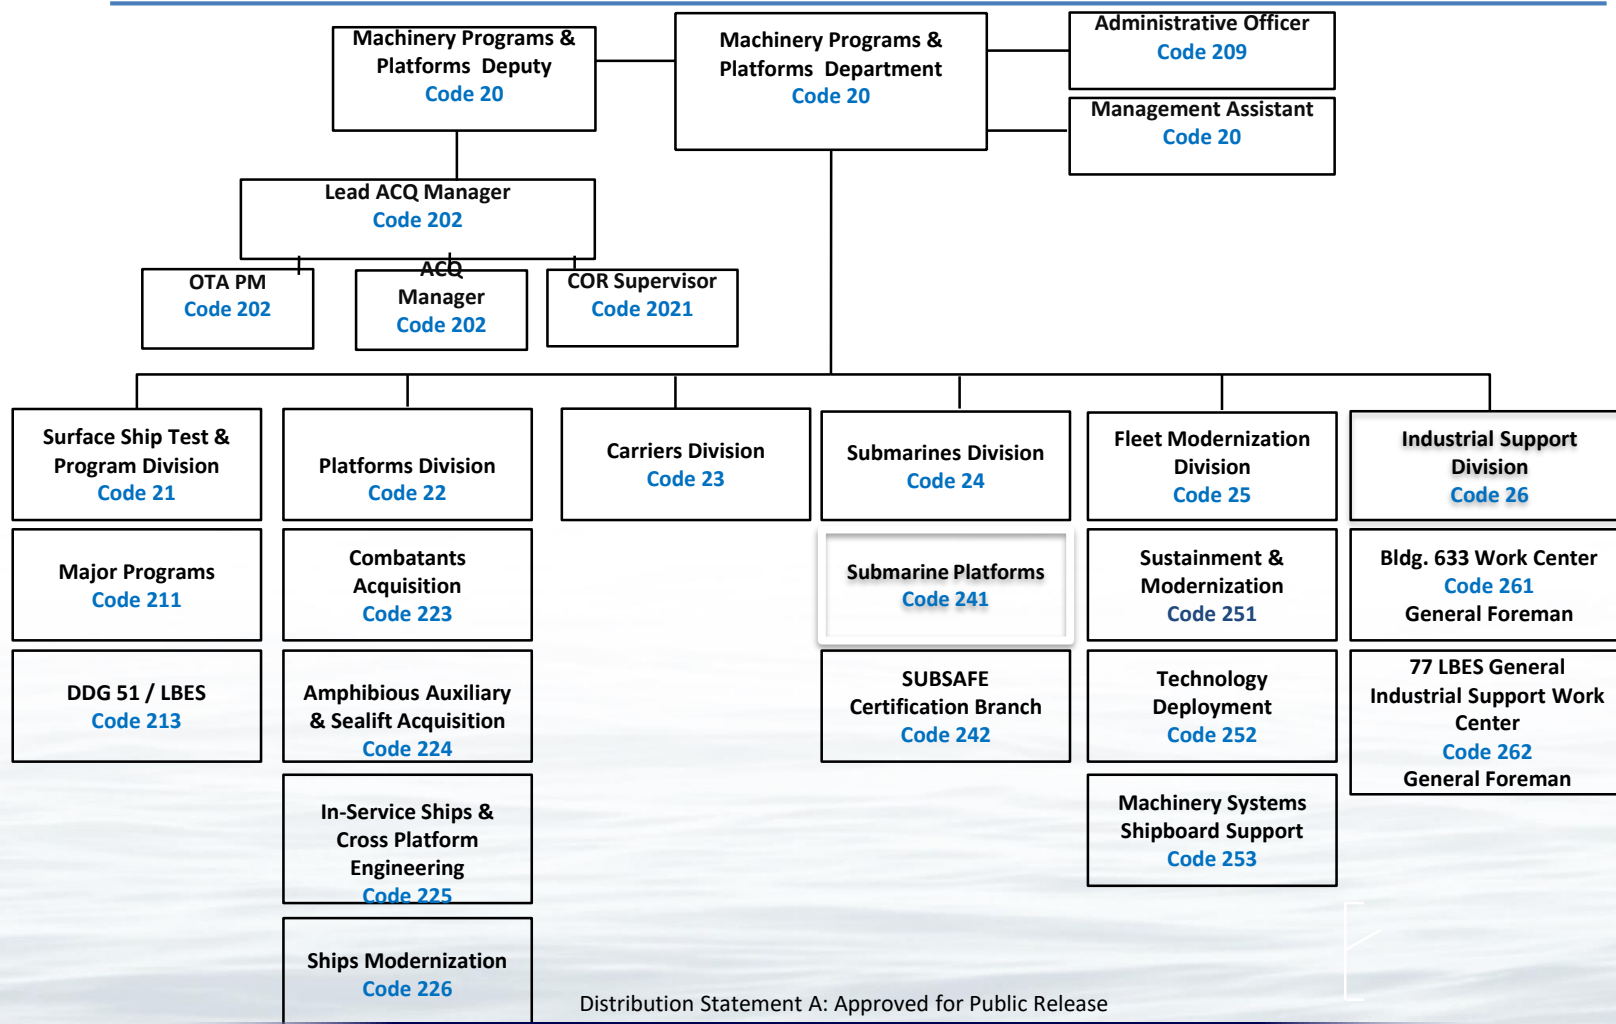 Machinery Programs &
Platforms Deputy
Code 20
Machinery Programs &
Platforms Department
Code 20
Administrative Officer
Code 209
Management Assistant
Code 20
Lead ACQ Manager
Code 202
OTA PM
Code 202
ACQ
Manager
Code 202
COR Supervisor
Code 2021
Surface Ship Test &
Program Division
Code 21
Major Programs
Code 211
DDG 51 / LBES
Code 213
Platforms Division
Code 22
Combatants
Acquisition
Code 223
Amphibious Auxiliary
& Sealift Acquisition
Code 224
In-Service Ships &
Cross Platform
Engineering
Code 225
Ships Modernization
Code 226
Carriers Division
Code 23
Submarines Division
Code 24
Submarine Platforms
Code 241
SUBSAFE
Certification Branch
Code 242
Fleet Modernization
Division
Code 25
Sustainment &
Modernization
Code 251
Technology
Deployment
Code 252
Machinery Systems
Shipboard Support
Code 253
Industrial Support
Division
Code 26
Bldg. 633 Work Center
Code 261
General Foreman
77 LBES General
Industrial Support Work
Center
Code 262
General Foreman
Distribution Statement A: Approved for Public Release